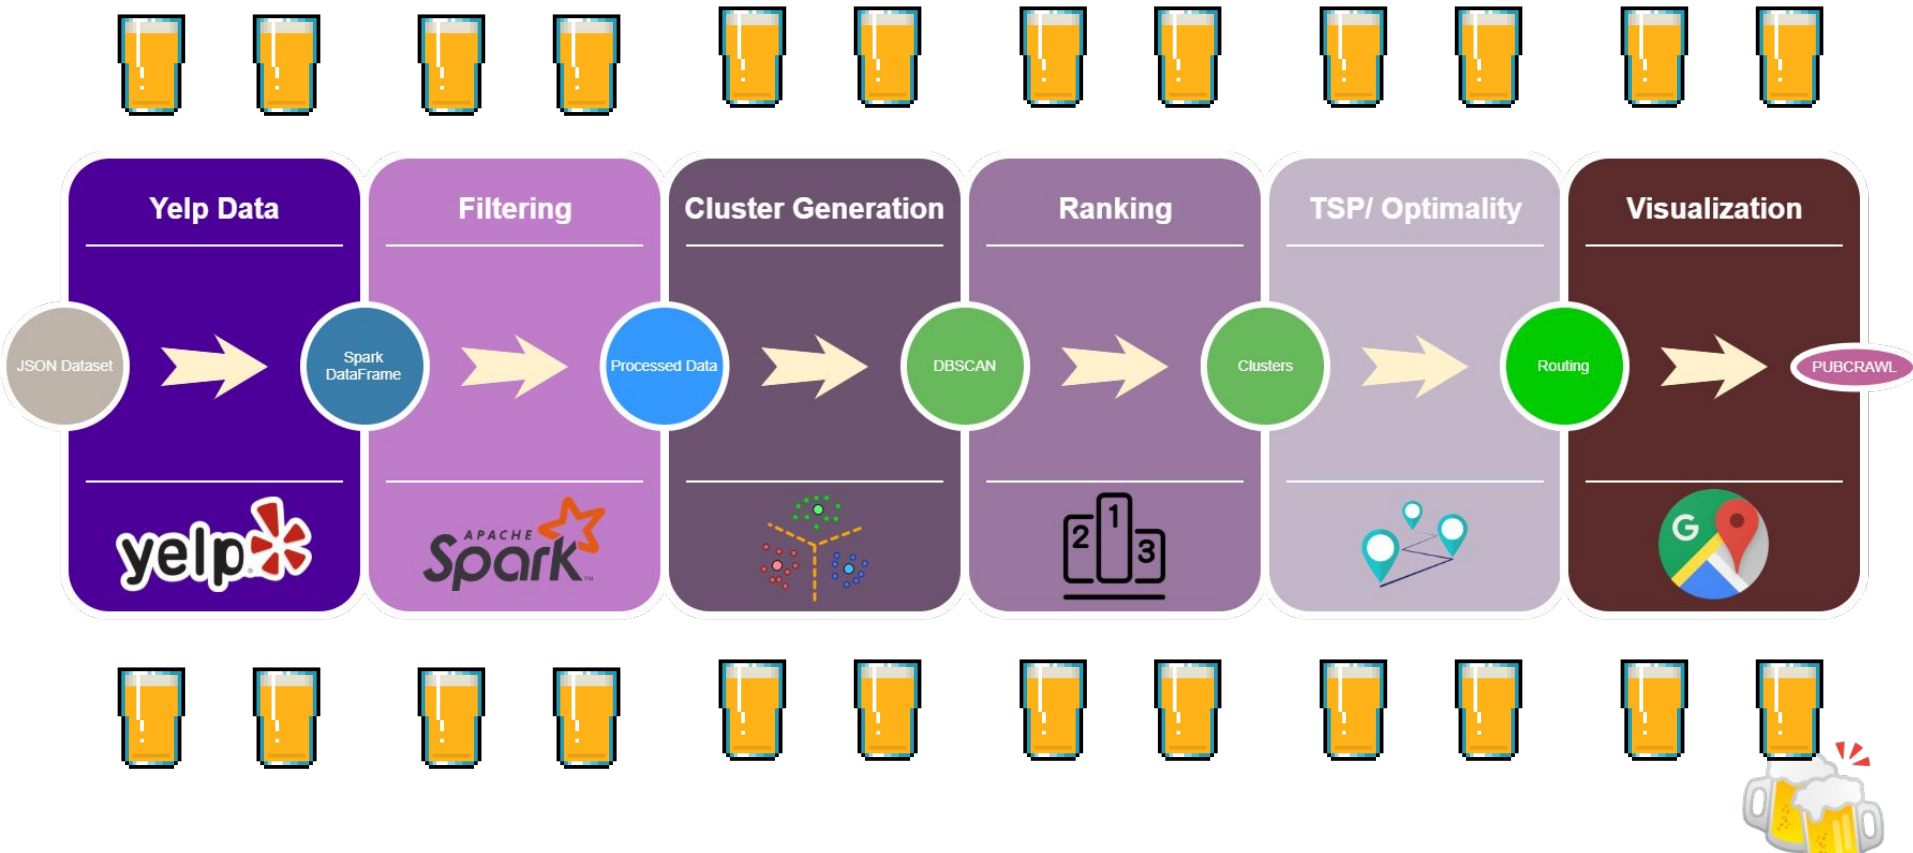 Yelp Data
Filtering
Cluster Generation
Ranking
TSP/ Optimality
Visualization
JSON Dataset
Spark
DataFrame
Processed Data
DBSCAN
Clusters
Routing
PUBCRAWL
yelp
APACHE
Spark
TM
2
1
3
G